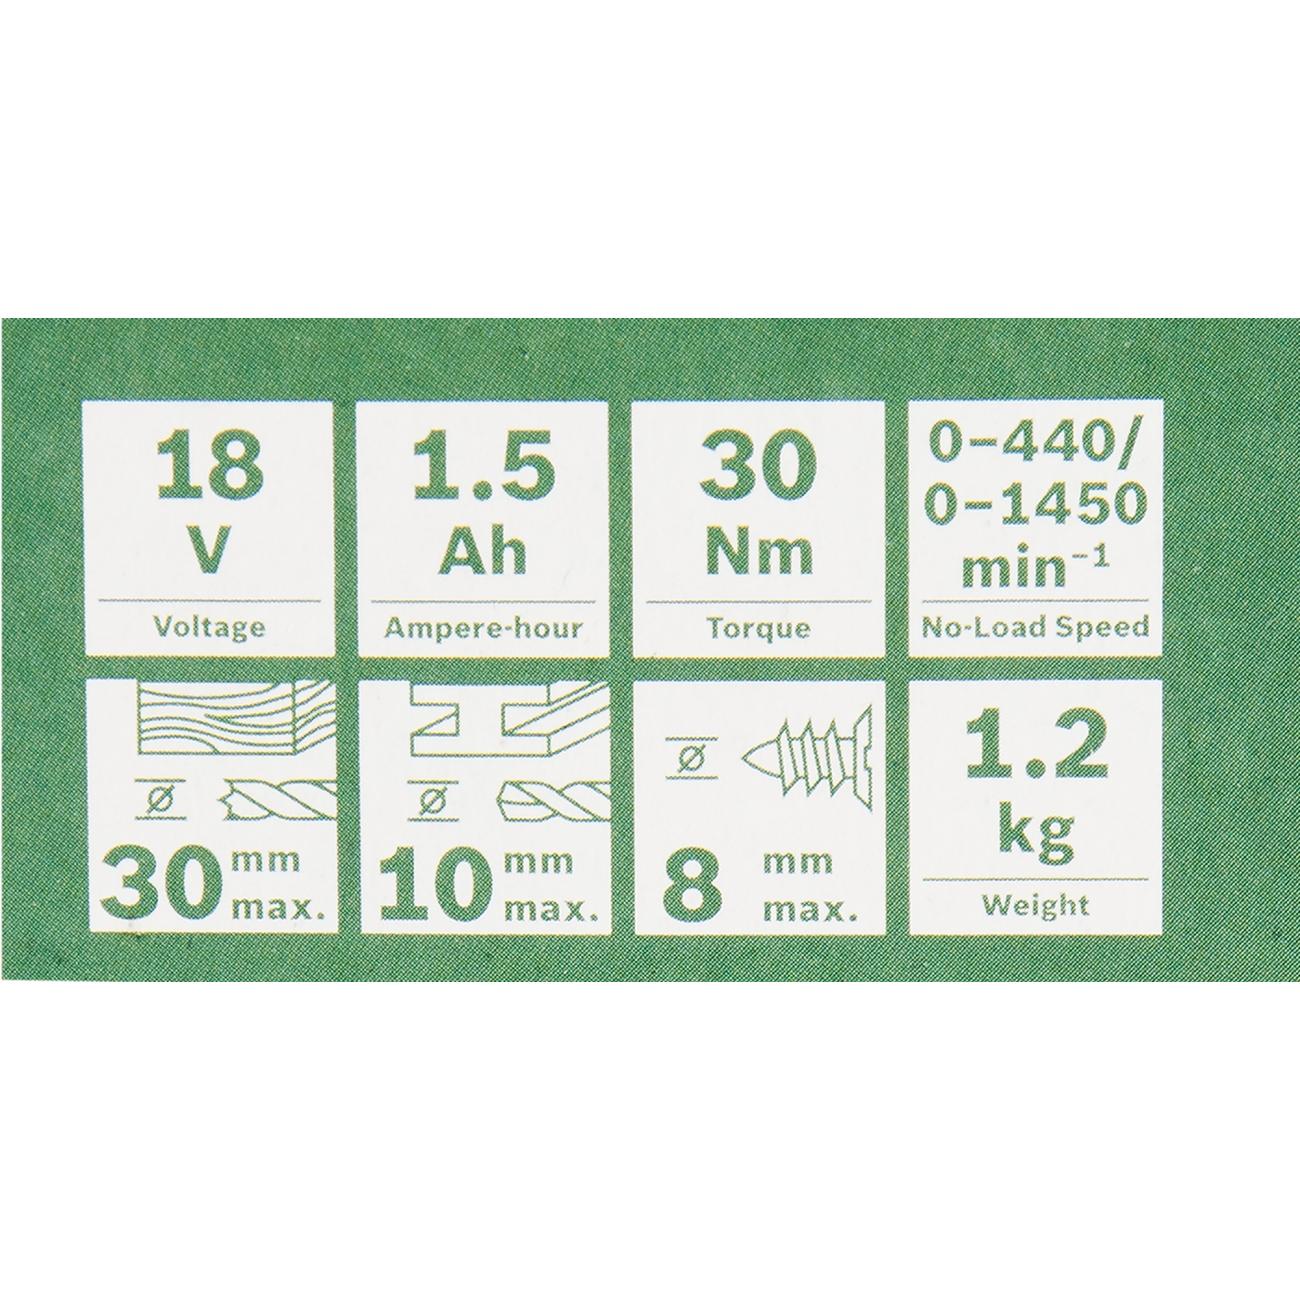 18
V
Voltage
1.5
Ah
Ampere-hour
30
Nm
Torque
0–440/
0–1450
min⁻¹
No-Load Speed
Ø
30 mm
max.
Ø
10 mm
max.
Ø
8 mm
max.
1.2
kg
Weight